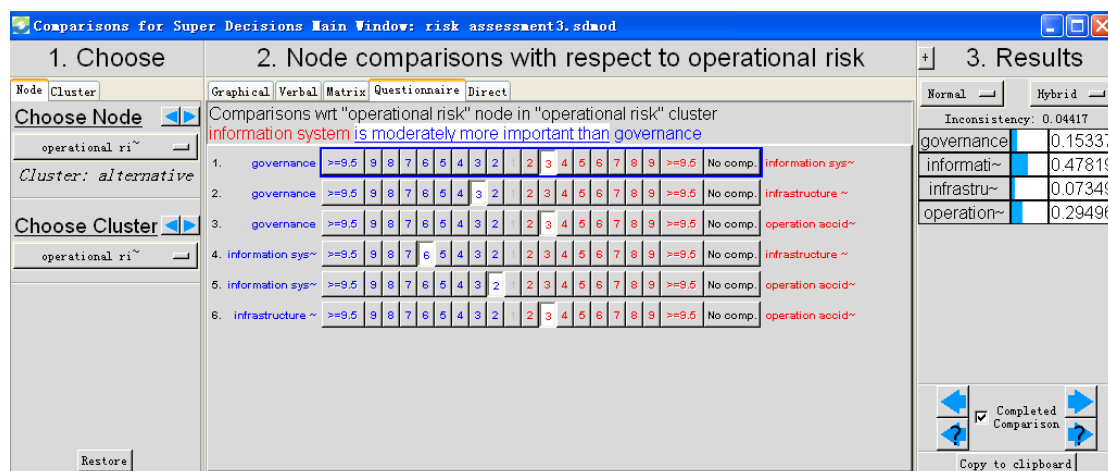 Comparisons for Super Decisions Main Window: risk assessment3.sdmod
1. Choose
Node Cluster
Choose Node
operational ri~
Cluster: alternative
Choose Cluster
operational ri~
Restore
2. Node comparisons with respect to operational risk
Graphical Verbal Matrix Questionnaire Direct
Comparisons wrt "operational risk" node in "operational risk" cluster
information system is moderately more important than governance
1. governance >=9.5 9 8 7 6 5 4 3 2 1 2 3 4 5 6 7 8 9 >=9.5 No comp. information sys~
2. governance >=9.5 9 8 7 6 5 4 3 2 1 2 3 4 5 6 7 8 9 >=9.5 No comp. infrastructure ~
3. governance >=9.5 9 8 7 6 5 4 3 2 1 2 3 4 5 6 7 8 9 >=9.5 No comp. operation accid~
4. information sys~ >=9.5 9 8 7 6 5 4 3 2 1 2 3 4 5 6 7 8 9 >=9.5 No comp. infrastructure ~
5. information sys~ >=9.5 9 8 7 6 5 4 3 2 1 2 3 4 5 6 7 8 9 >=9.5 No comp. operation accid~
6. infrastructure ~ >=9.5 9 8 7 6 5 4 3 2 1 2 3 4 5 6 7 8 9 >=9.5 No comp. operation accid~
+ 3. Results
Normal Hybrid
Inconsistency: 0.04417
governance 0.15337
informati~ 0.47819
infrastru~ 0.07349
operation~ 0.29496
Completed
Comparison
? ?
Copy to clipboard